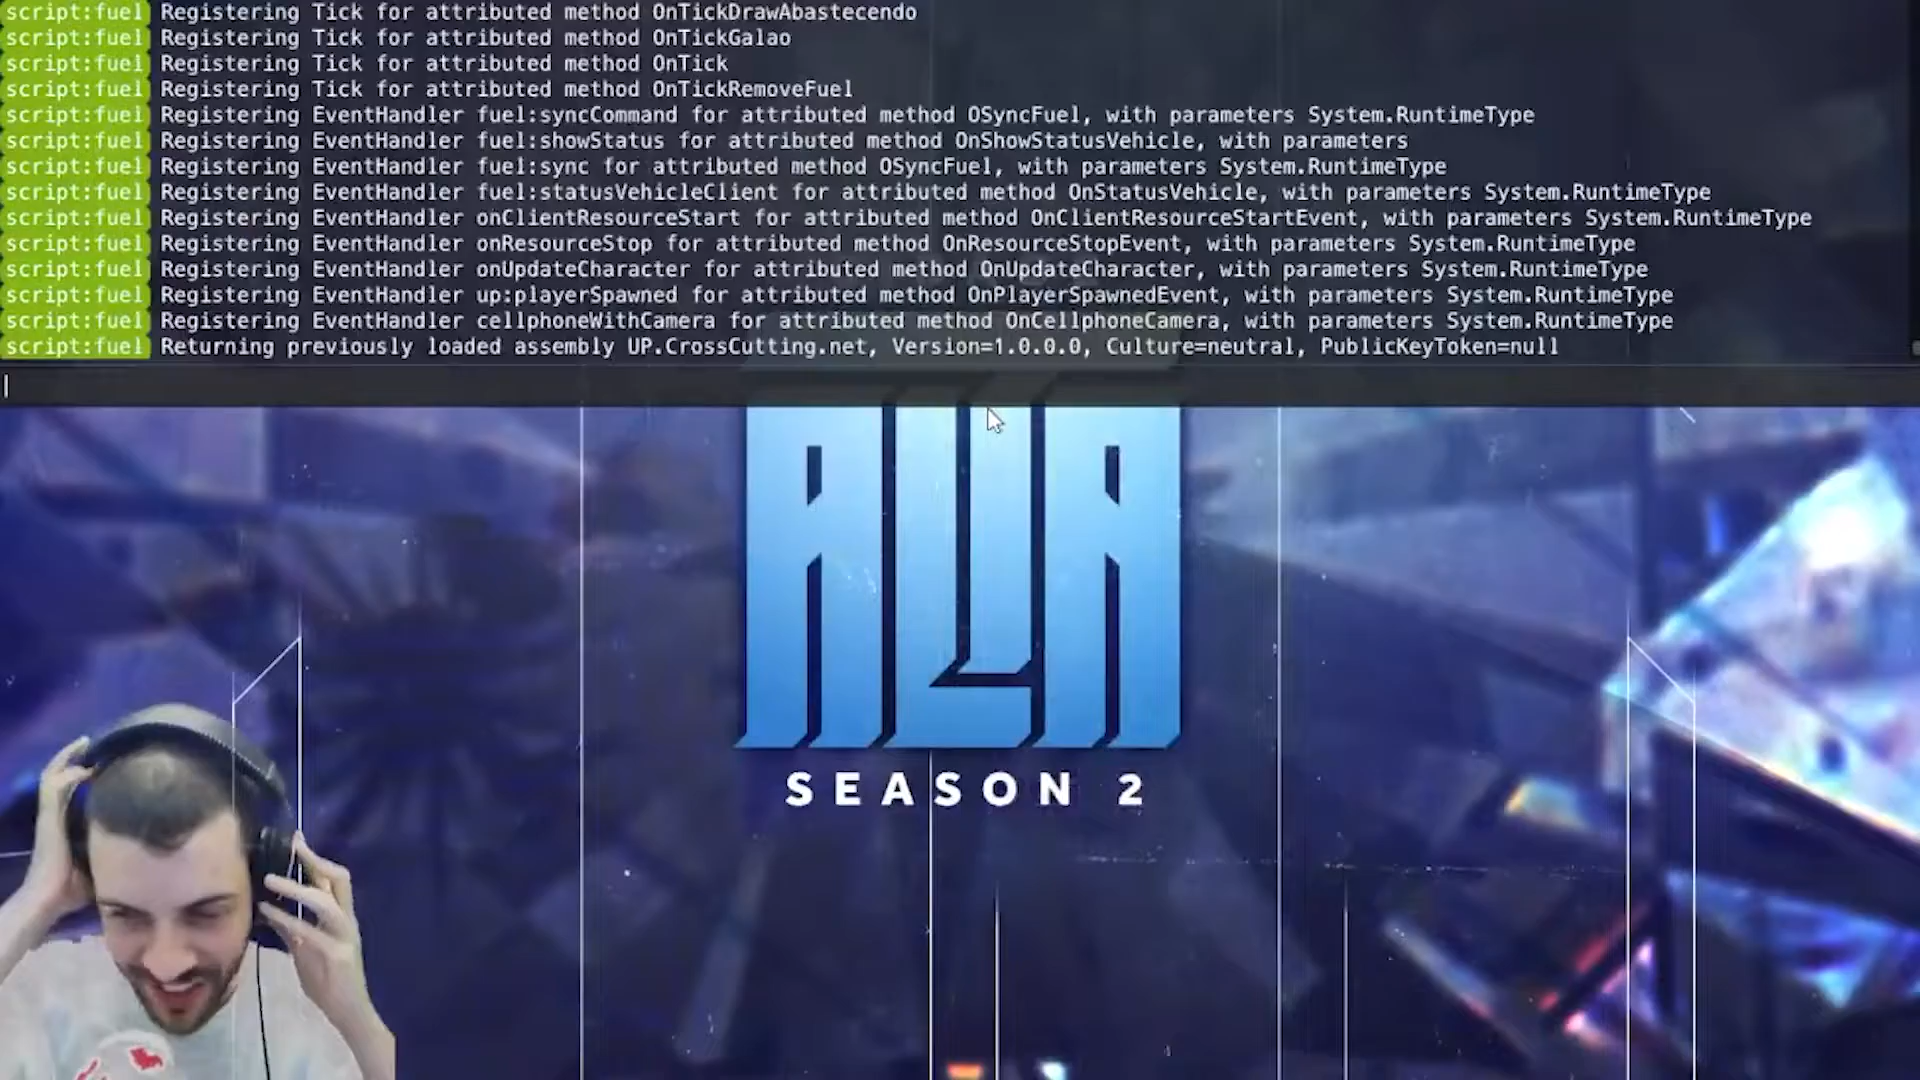 script:fuel Registering Tick for attributed method OnTickDrawAbastecendo
script:fuel Registering Tick for attributed method OnTickGalao
script:fuel Registering Tick for attributed method OnTick
script:fuel Registering Tick for attributed method OnTickRemoveFuel
script:fuel Registering EventHandler fuel:syncCommand for attributed method OSyncFuel, with parameters System.RuntimeType
script:fuel Registering EventHandler fuel:showStatus for attributed method OnShowStatusVehicle, with parameters
script:fuel Registering EventHandler fuel:sync for attributed method OSyncFuel, with parameters System.RuntimeType
script:fuel Registering EventHandler fuel:statusVehicleClient for attributed method OnStatusVehicle, with parameters System.RuntimeType
script:fuel Registering EventHandler onClientResourceStart for attributed method OnClientResourceStartEvent, with parameters System.RuntimeType
script:fuel Registering EventHandler onResourceStop for attributed method OnResourceStopEvent, with parameters System.RuntimeType
script:fuel Registering EventHandler onUpdateCharacter for attributed method OnUpdateCharacter, with parameters System.RuntimeType
script:fuel Registering EventHandler up:playerSpawned for attributed method OnPlayerSpawnedEvent, with parameters System.RuntimeType
script:fuel Registering EventHandler cellphoneWithCamera for attributed method OnCellphoneCamera, with parameters System.RuntimeType
script:fuel Returning previously loaded assembly UP.CrossCutting.net, Version=1.0.0.0, Culture=neutral, PublicKeyToken=null
SEASON 2